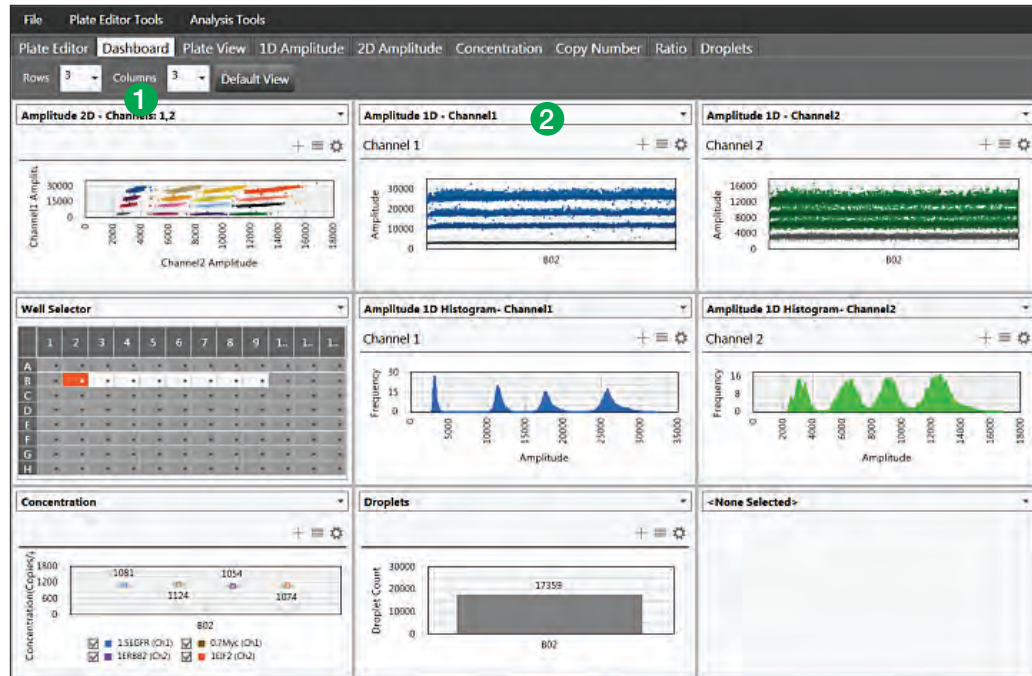 File Plate Editor Tools Analysis Tools
Plate Editor Dashboard Plate View 1D Amplitude 2D Amplitude Concentration Copy Number Ratio Droplets
Rows 3 Columns 3 Default View
1
2
Amplitude 2D - Channels: 1,2
Channel1 Amplitu
30000
15000
0
0 2000 4000 6000 8000 10000 12000 14000 16000 18000
Channel2 Amplitude
Amplitude 1D - Channel1
Channel 1
Amplitude
30000
20000
10000
0
B02
Amplitude 1D - Channel2
Channel 2
Amplitude
16000
12000
8000
4000
0
B02
Well Selector
1 2 3 4 5 6 7 8 9 1.. 1.. 1..
A
B
C
D
E
F
G
H
Amplitude 1D Histogram- Channel1
Channel 1
Frequency
30
15
0
0 5000 10000 15000 20000 25000 30000 35000
Amplitude
Amplitude 1D Histogram- Channel2
Channel 2
Frequency
16
8
0
0 2000 4000 6000 8000 10000 12000 14000 16000 18000
Amplitude
Concentration
Concentration(Copies/
1800
1200
600
0
1081 1124 1054 1074
B02
1.5EGFR (Ch1) 0.7Myc (Ch1)
1ERBB2 (Ch2) 1EIF2 (Ch2)
Droplets
Droplet Count
30000
20000
10000
0
17359
B02
<None Selected>